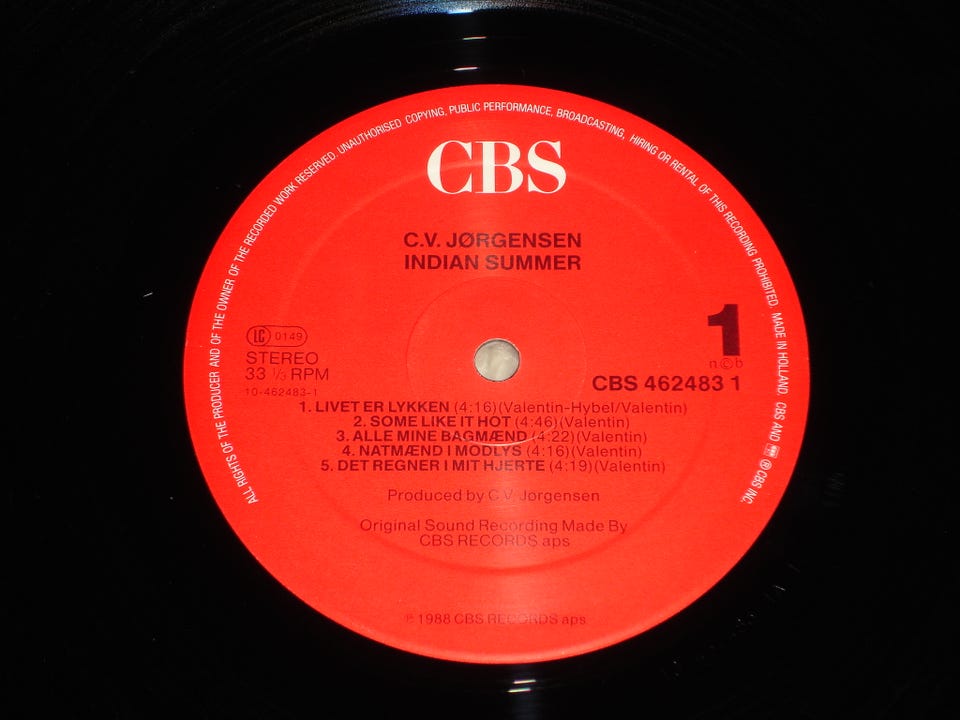 ALL RIGHTS OF THE PRODUCER AND OF THE OWNER OF THE RECORDED WORK RESERVED. UNAUTHORISED COPYING, PUBLIC PERFORMANCE, BROADCASTING, HIRING OR RENTAL OF THIS RECORDING PROHIBITED. MADE IN HOLLAND. CBS AND ℗ CBS INC.
CBS
C.V. JØRGENSEN
INDIAN SUMMER
LC 0149
STEREO
33 ⅓ RPM
10-462483-1
1
n©b
CBS 462483 1
1. LIVET ER LYKKEN (4:16)(Valentin-Hybel/Valentin)
2. SOME LIKE IT HOT (4:46)(Valentin)
3. ALLE MINE BAGMÆND (4:22)(Valentin)
4. NATMÆND I MODLYS (4:16)(Valentin)
5. DET REGNER I MIT HJERTE (4:19)(Valentin)
Produced by C.V. Jørgensen
Original Sound Recording Made By
CBS RECORDS aps
℗ 1988 CBS RECORDS aps